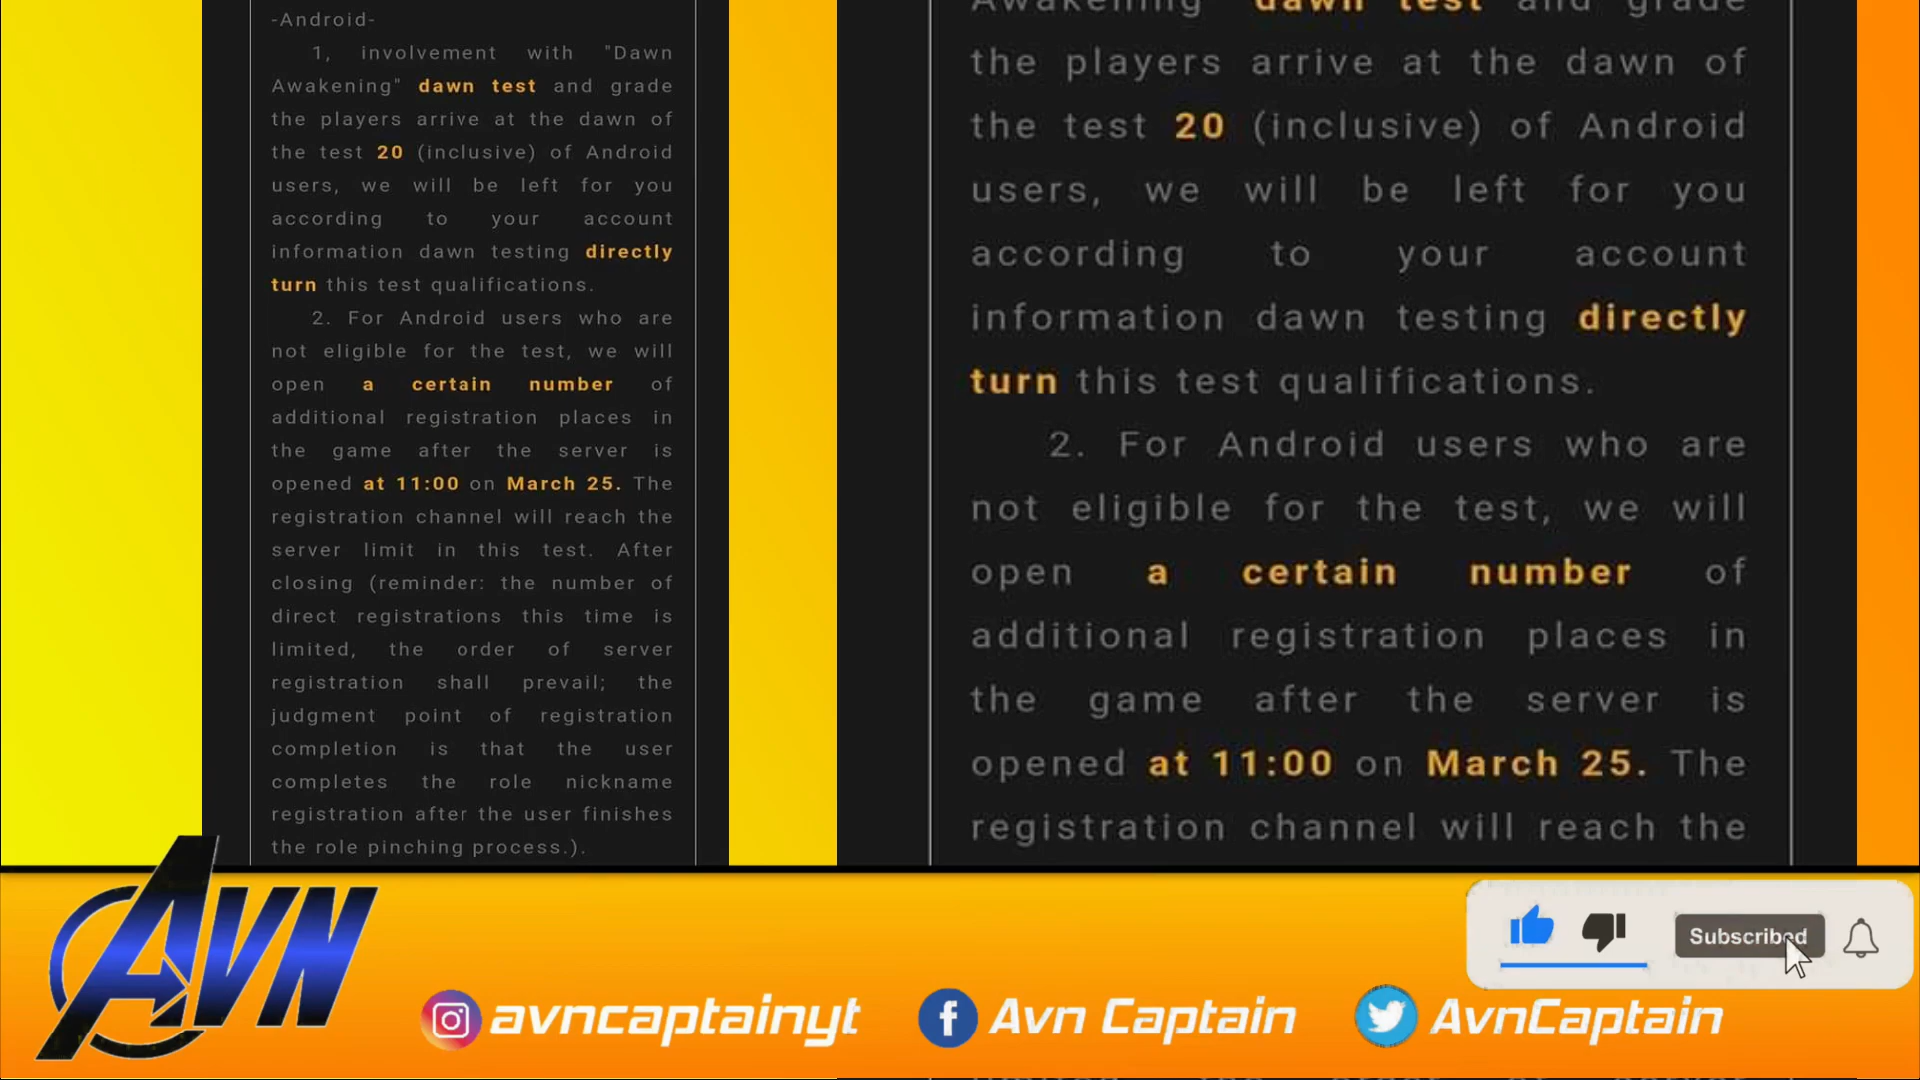 -Android-
1, involvement with "Dawn
Awakening" dawn test and grade
the players arrive at the dawn of
the test 20 (inclusive) of Android
users, we will be left for you
according to your account
information dawn testing directly
turn this test qualifications.
2. For Android users who are
not eligible for the test, we will
open a certain number of
additional registration places in
the game after the server is
opened at 11:00 on March 25. The
registration channel will reach the
server limit in this test. After
closing (reminder: the number of
direct registrations this time is
limited, the order of server
registration shall prevail; the
judgment point of registration
completion is that the user
completes the role nickname
registration after the user finishes
the role pinching process.).
Awakening" dawn test and grade
the players arrive at the dawn of
the test 20 (inclusive) of Android
users, we will be left for you
according to your account
information dawn testing directly
turn this test qualifications.
2. For Android users who are
not eligible for the test, we will
open a certain number of
additional registration places in
the game after the server is
opened at 11:00 on March 25. The
registration channel will reach the
AVN
Subscribed
avncaptainyt
Avn Captain
AvnCaptain